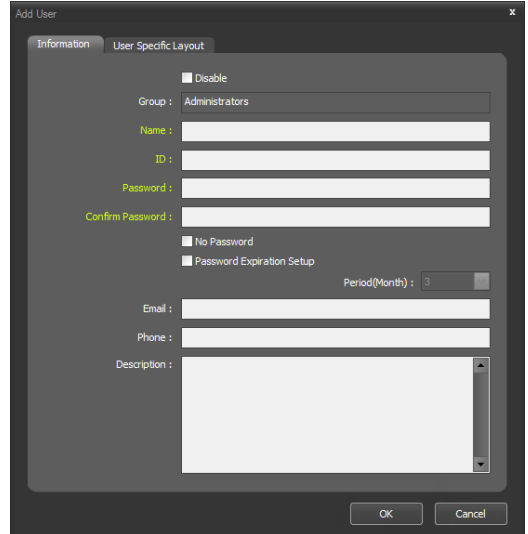 Add User x
Information User Specific Layout
Disable
Group : Administrators
Name :
ID :
Password :
Confirm Password :
No Password
Password Expiration Setup
Period(Month) : 3
Email :
Phone :
Description :
OK Cancel